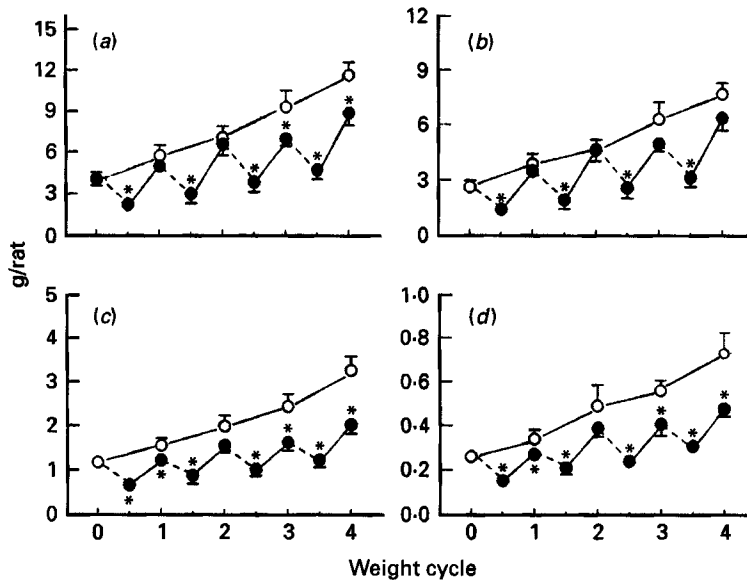 (a)
15
12
9
6
3
0
* * * * * *
(b)
12
9
6
3
0
* * * *
g/rat
(c)
5
4
3
2
1
0
0 1 2 3 4
* * * * * * *
(d)
1·0
0·8
0·6
0·4
0·2
0·0
0 1 2 3 4
* * * * * * *
Weight cycle